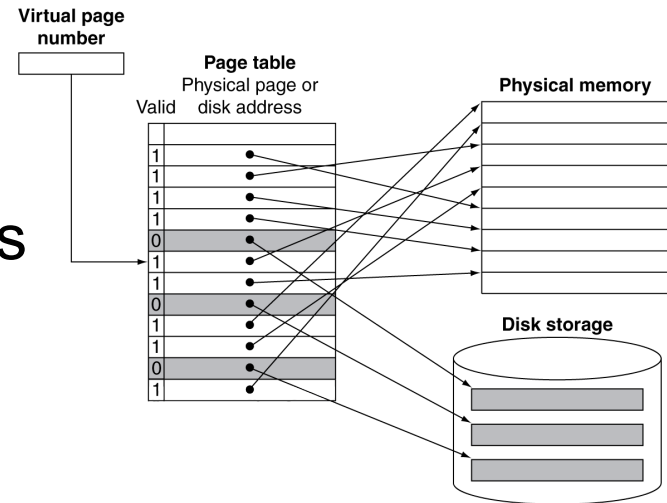 Virtual page
number
Page table
Physical page or
Valid disk address
Physical memory
1
1
1
1
0
1
1
0
1
1
0
1
s
Disk storage